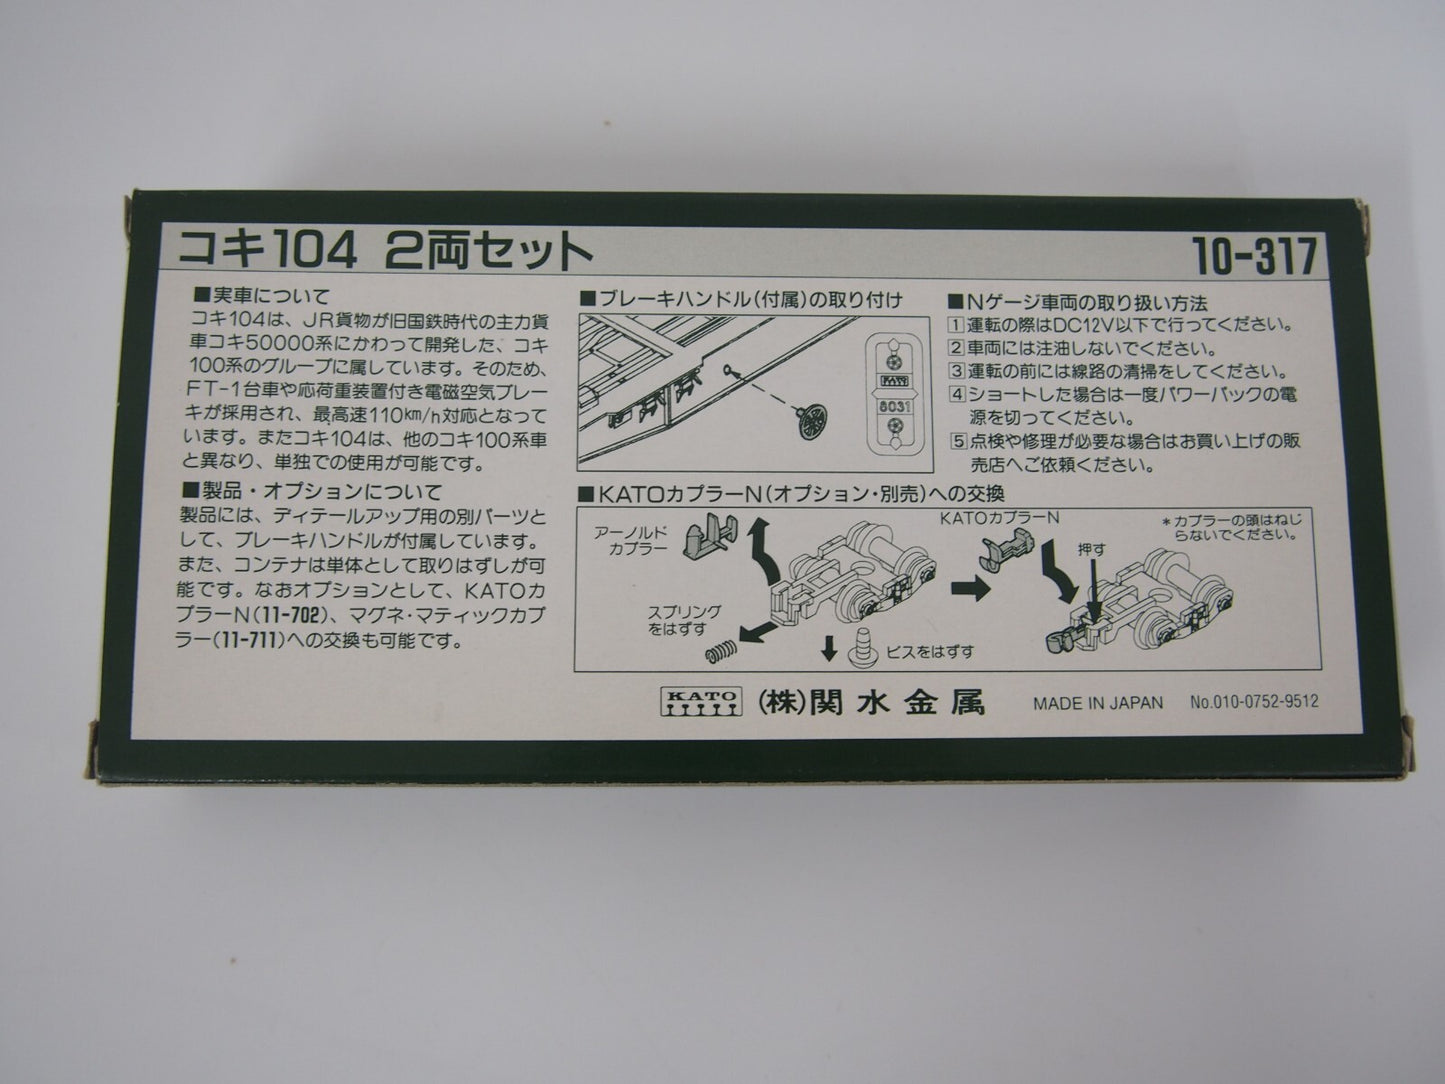 コキ104 2両セット
10-317
■実車について
コキ104は、JR貨物が旧国鉄時代の主力貨
車コキ50000系にかわって開発した、コキ
100系のグループに属しています。そのため、
FT-1台車や応荷重装置付き電磁空気ブレー
キが採用され、最高速110km/h対応となって
います。またコキ104は、他のコキ100系車
と異なり、単独での使用が可能です。
■製品・オプションについて
製品には、ディテールアップ用の別パーツと
して、ブレーキハンドルが付属しています。
また、コンテナは単体として取りはずしが可
能です。なおオプションとして、KATOカ
プラーN(11-702)、マグネ・マティックカプ
ラー(11-711)への交換も可能です。
■ブレーキハンドル(付属)の取り付け
KATO
6031
■Nゲージ車両の取り扱い方法
1 運転の際はDC12V以下で行ってください。
2 車両には注油しないでください。
3 運転の前には線路の清掃をしてください。
4 ショートした場合は一度パワーパックの電
源を切ってください。
5 点検や修理が必要な場合はお買い上げの販
売店へご依頼ください。
■KATOカプラーN(オプション・別売)への交換
アーノルド
カプラー
スプリング
をはずす
ビスをはずす
KATOカプラーN
押す
*カプラーの頭はねじ
らないでください。
KATO (株)関水金属 MADE IN JAPAN No.010-0752-9512